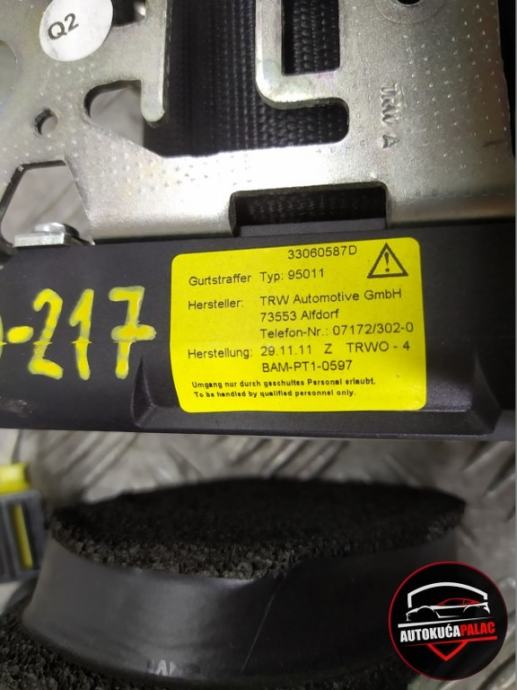 Q2
TRW A
33060587D
Gurtstraffer Typ: 95011
Hersteller: TRW Automotive GmbH
73553 Alfdorf
Telefon-Nr.: 07172/302-0
Herstellung: 29.11.11 Z TRWO - 4
BAM-PT1-0597
Umgang nur durch geschultes Personal erlaubt.
To be handled by qualified personnel only.
-217
AUTOKUĆAPALAC